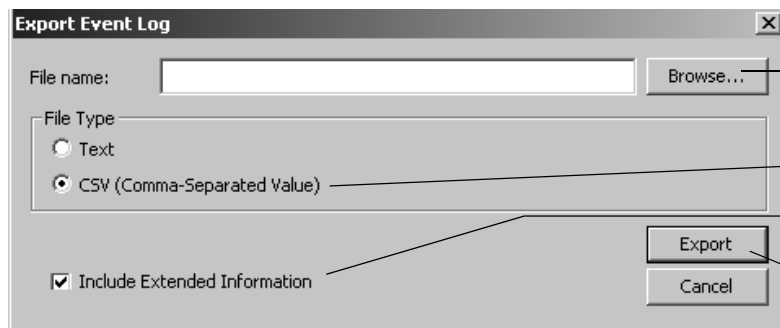 Export Event Log
File name:
Browse...
File Type
Text
CSV (Comma-Separated Value)
Export
Include Extended Information
Cancel